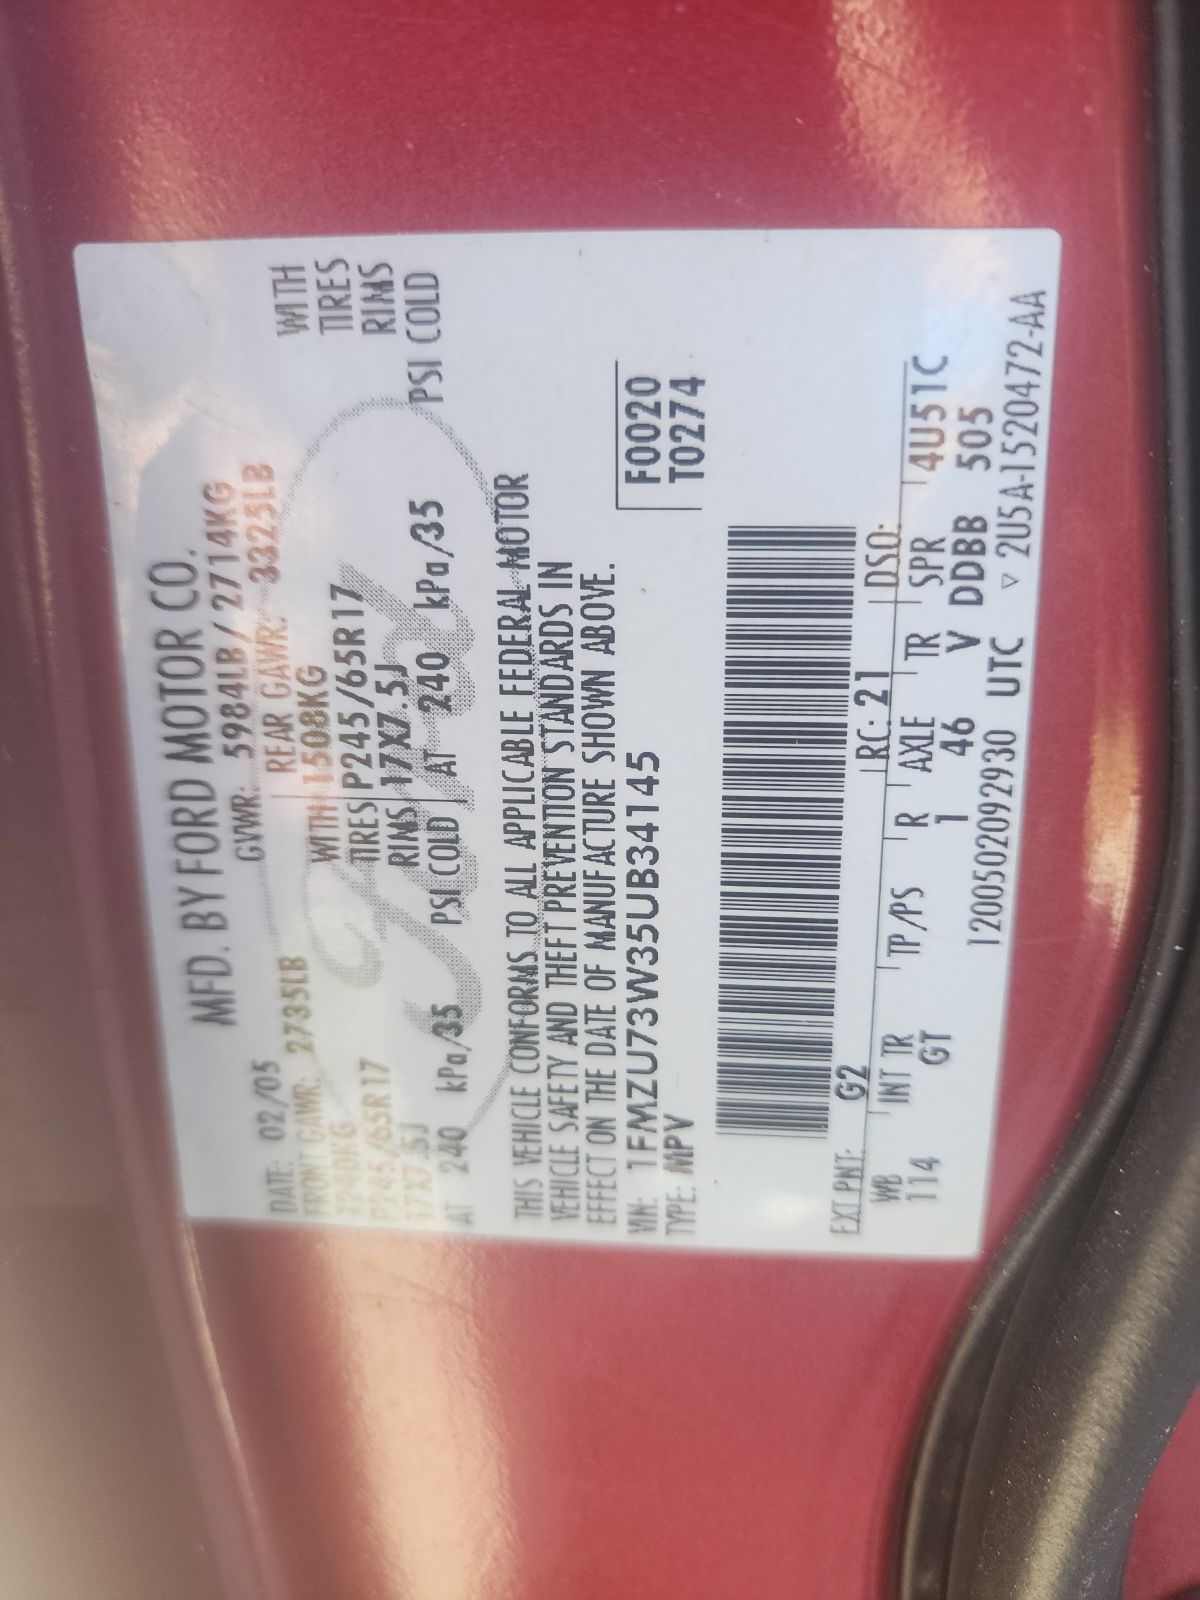 MFD. BY FORD MOTOR CO.
DATE: 02/05 GVWR: 5984LB/2714KG
FRONT GAWR: 2735LB REAR GAWR: 3325LB
1240KG WITH 1508KG WITH
P245/65R17 TIRES P245/65R17 TIRES
17X7.5J RIMS 17X7.5J RIMS
AT 240 kPa/35 PSI COLD AT 240 kPa/35 PSI COLD
THIS VEHICLE CONFORMS TO ALL APPLICABLE FEDERAL MOTOR
VEHICLE SAFETY AND THEFT PREVENTION STANDARDS IN
EFFECT ON THE DATE OF MANUFACTURE SHOWN ABOVE.
VIN: 1FMZU73W35UB34145 F0020
TYPE: MPV T0274
EXT PNT: G2 RC: 21 DSO:
WB INT TR TP/PS R AXLE TR SPR 4U51C
114 GT 1 46 V DDBB 505
1200502092930 UTC ▽ 2U5A-1520472-AA
Ford